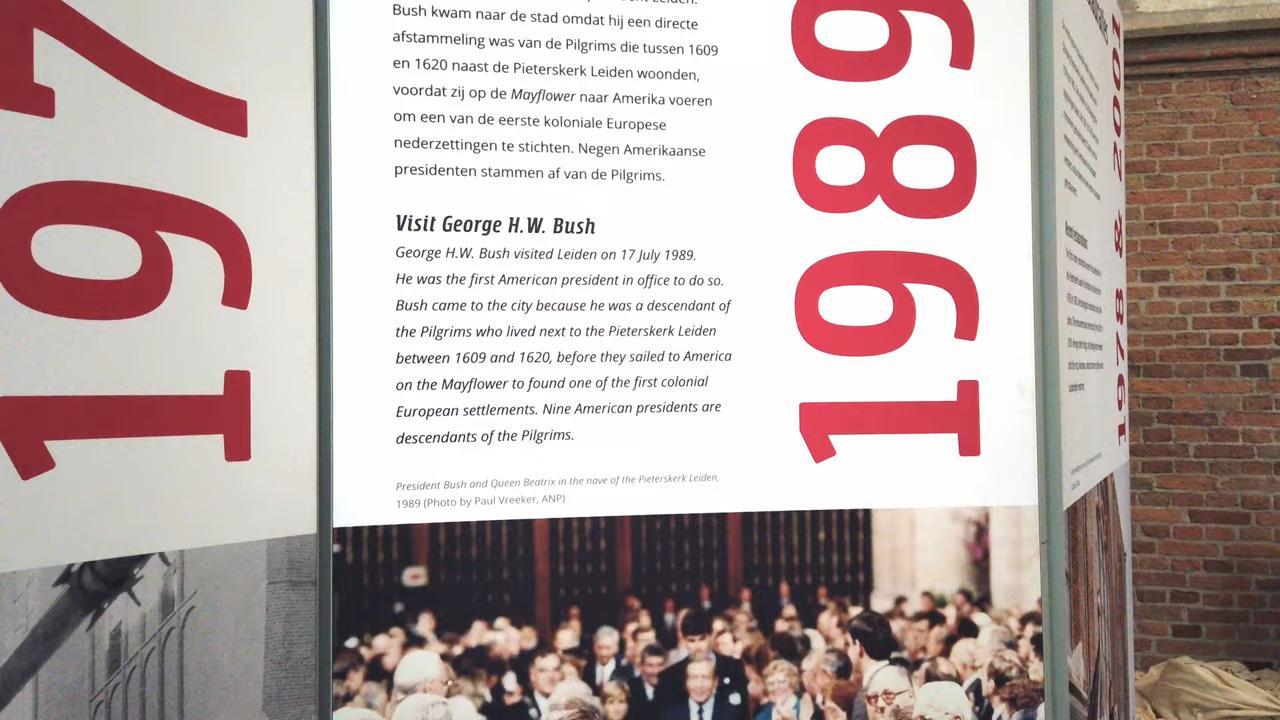 197
Leiden.
Bush kwam naar de stad omdat hij een directe
afstammeling was van de Pilgrims die tussen 1609
en 1620 naast de Pieterskerk Leiden woonden,
voordat zij op de Mayflower naar Amerika voeren
om een van de eerste koloniale Europese
nederzettingen te stichten. Negen Amerikaanse
presidenten stammen af van de Pilgrims.
Visit George H.W. Bush
George H.W. Bush visited Leiden on 17 July 1989.
He was the first American president in office to do so.
Bush came to the city because he was a descendant of
the Pilgrims who lived next to the Pieterskerk Leiden
between 1609 and 1620, before they sailed to America
on the Mayflower to found one of the first colonial
European settlements. Nine American presidents are
descendants of the Pilgrims.
President Bush and Queen Beatrix in the nave of the Pieterskerk Leiden,
1989 (Photo by Paul Vreeker, ANP)
1989
1978 & 2001